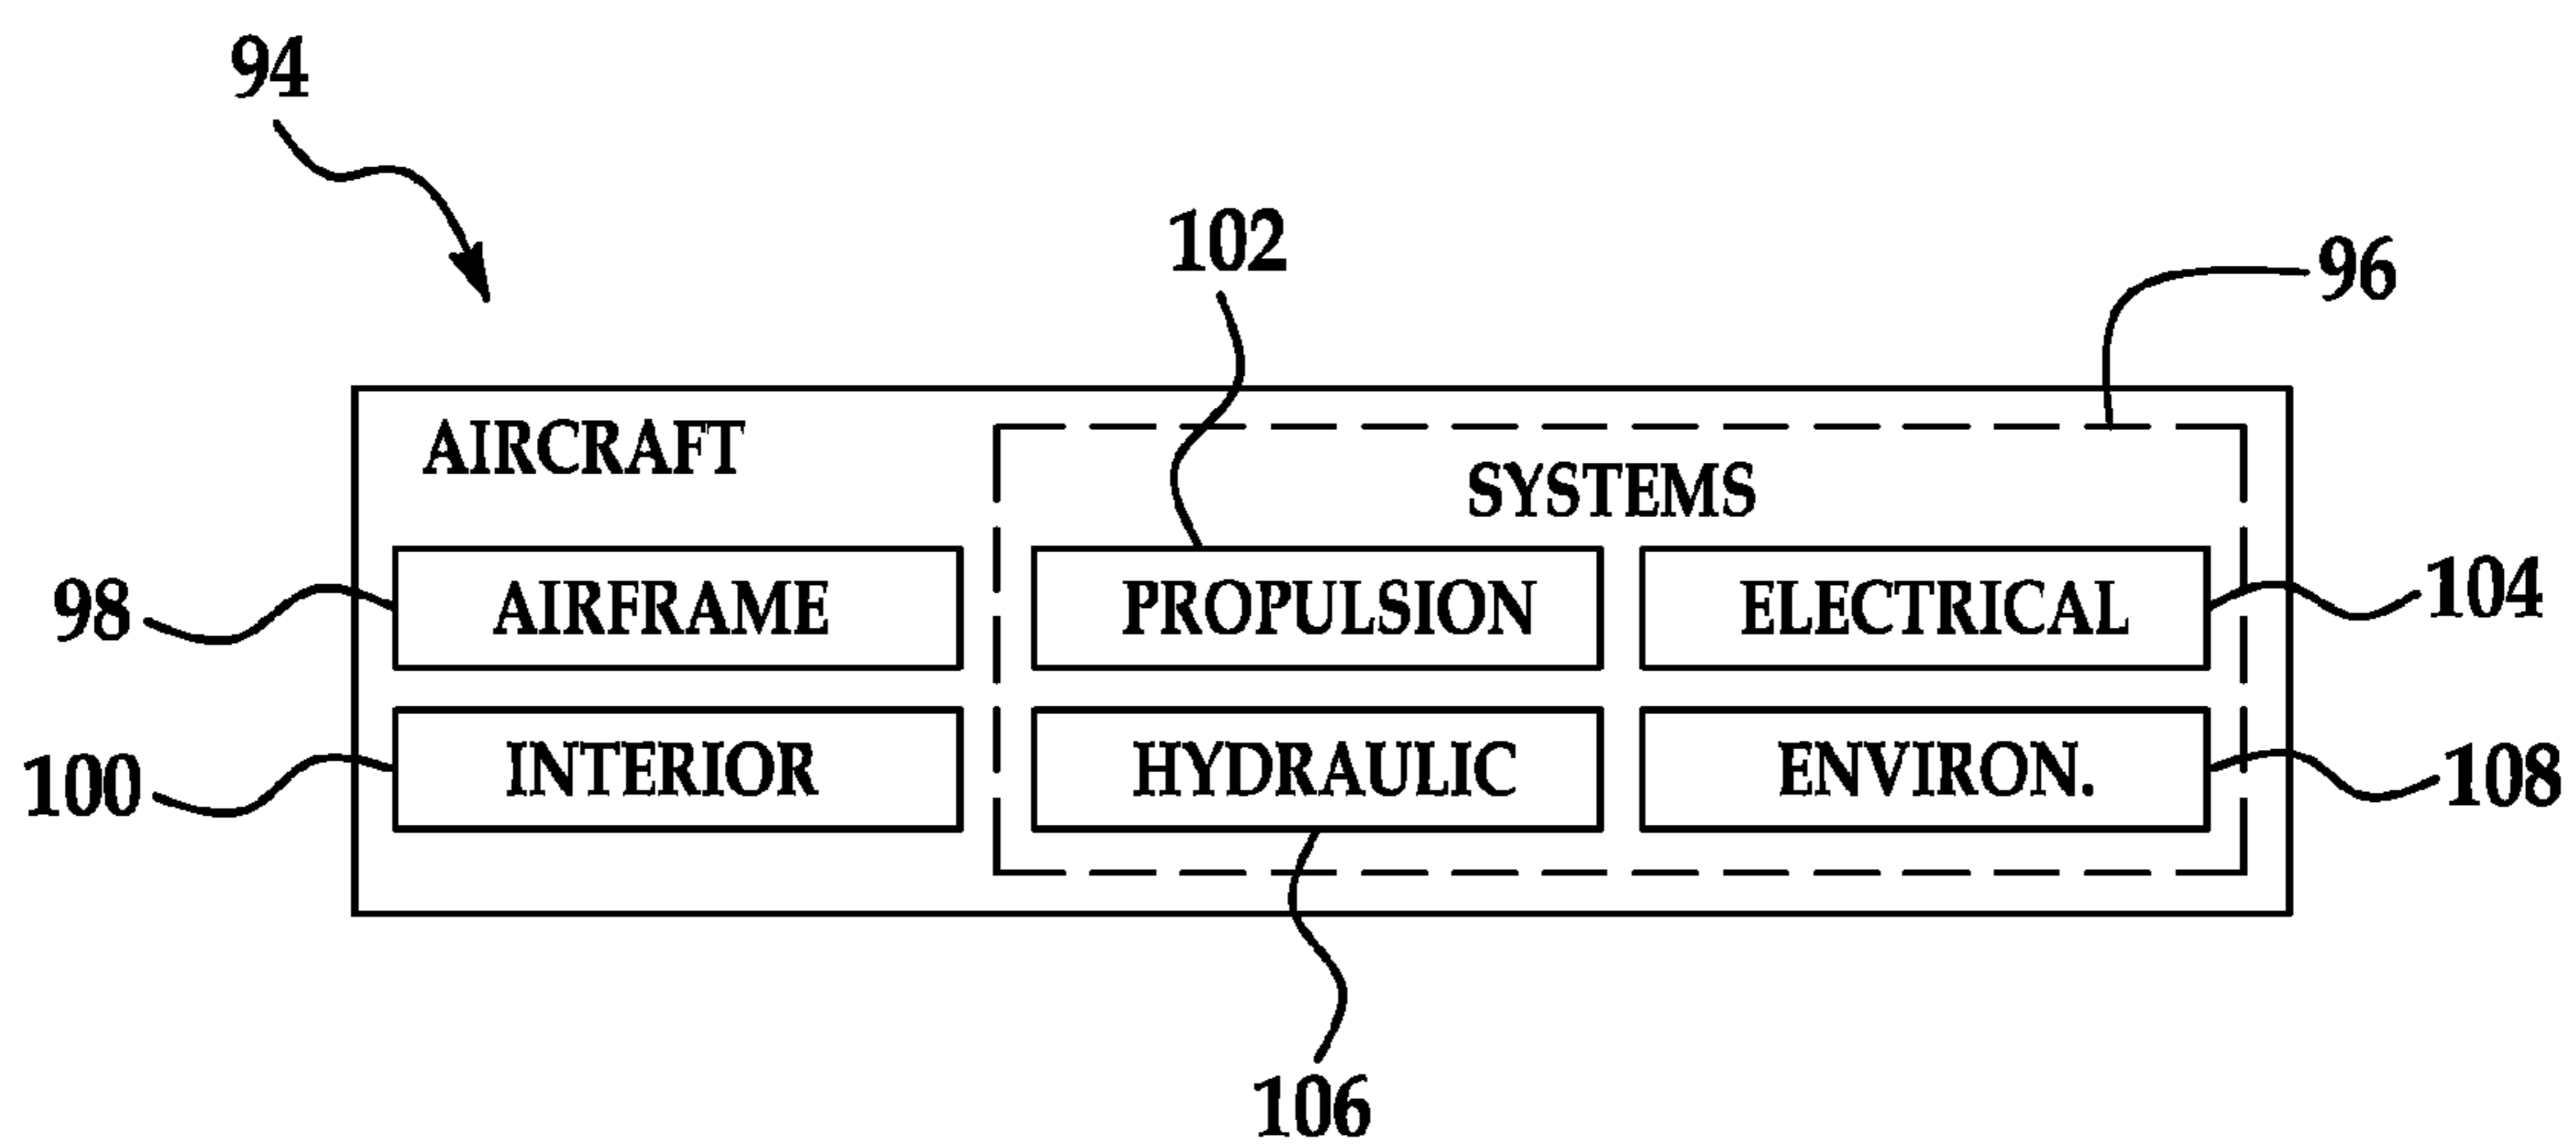 94
102
96
AIRCRAFT
SYSTEMS
98
AIRFRAME
PROPULSION
ELECTRICAL
104
100
INTERIOR
HYDRAULIC
ENVIRON.
108
106